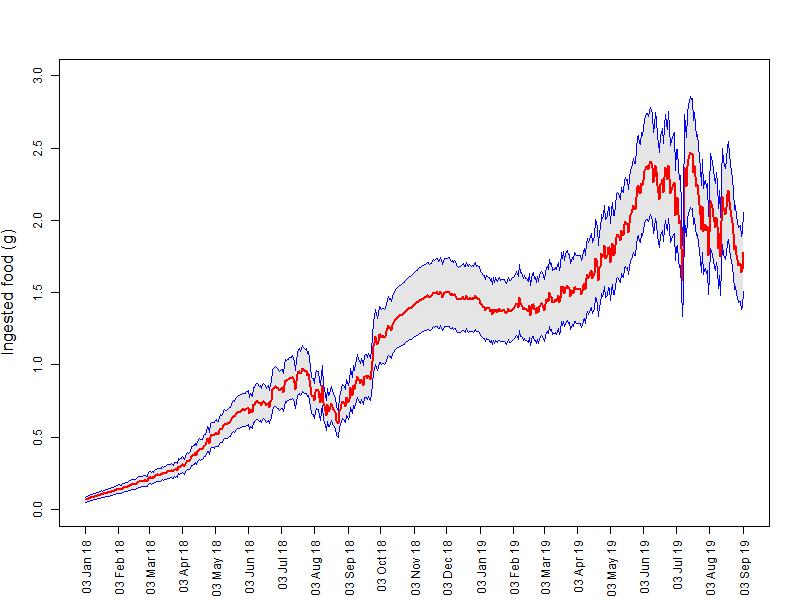 Ingested food (g)
3.0
2.5
2.0
1.5
1.0
0.5
0.0
03 Jan 18
03 Feb 18
03 Mar 18
03 Apr 18
03 May 18
03 Jun 18
03 Jul 18
03 Aug 18
03 Sep 18
03 Oct 18
03 Nov 18
03 Dec 18
03 Jan 19
03 Feb 19
03 Mar 19
03 Apr 19
03 May 19
03 Jun 19
03 Jul 19
03 Aug 19
03 Sep 19